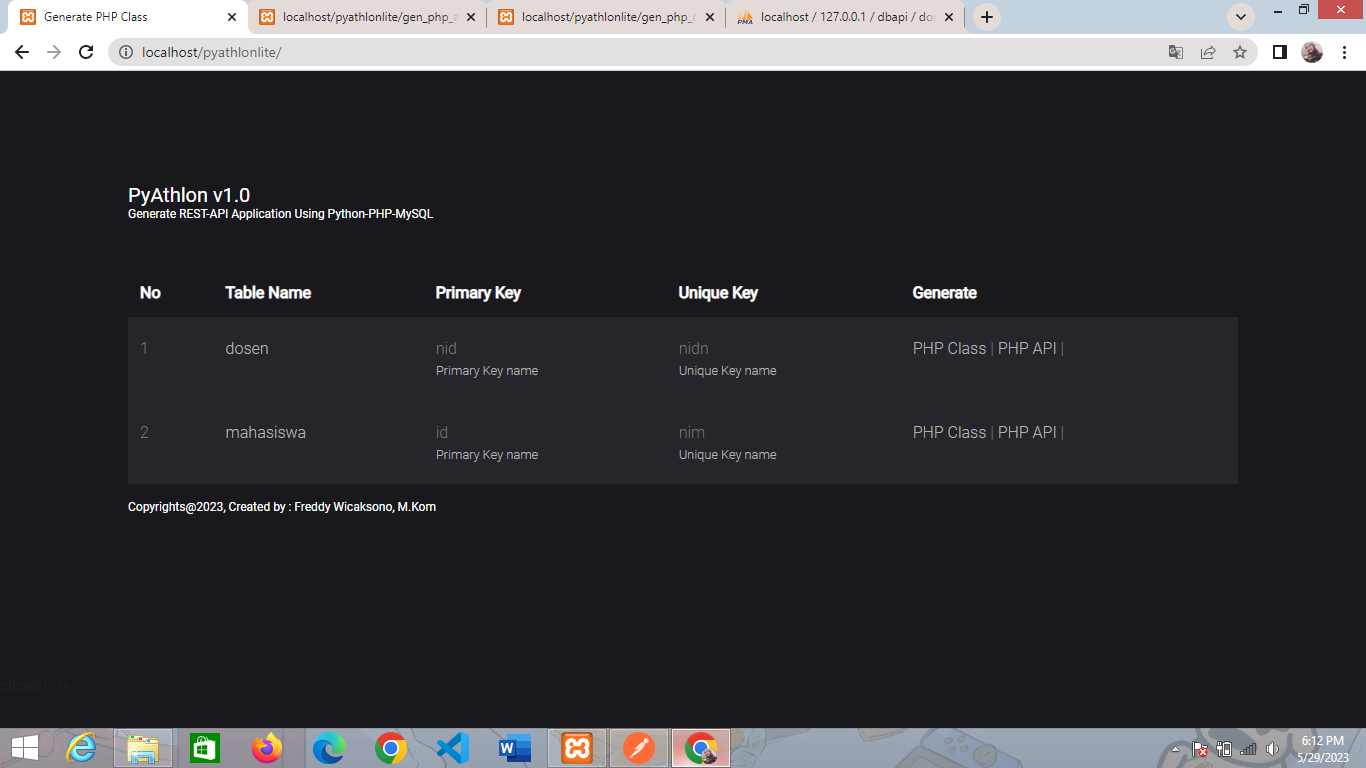 Generate PHP Class
localhost/pyathlonlite/gen_php_a
localhost/pyathlonlite/gen_php_c
localhost / 127.0.0.1 / dbapi / do
localhost/pyathlonlite/
PyAthlon v1.0
Generate REST-API Application Using Python-PHP-MySQL
No Table Name Primary Key Unique Key Generate
1 dosen nid nidn PHP Class | PHP API |
Primary Key name Unique Key name
2 mahasiswa id nim PHP Class | PHP API |
Primary Key name Unique Key name
Copyrights@2023, Created by : Freddy Wicaksono, M.Kom
close(); ?>
6:12 PM
5/29/2023